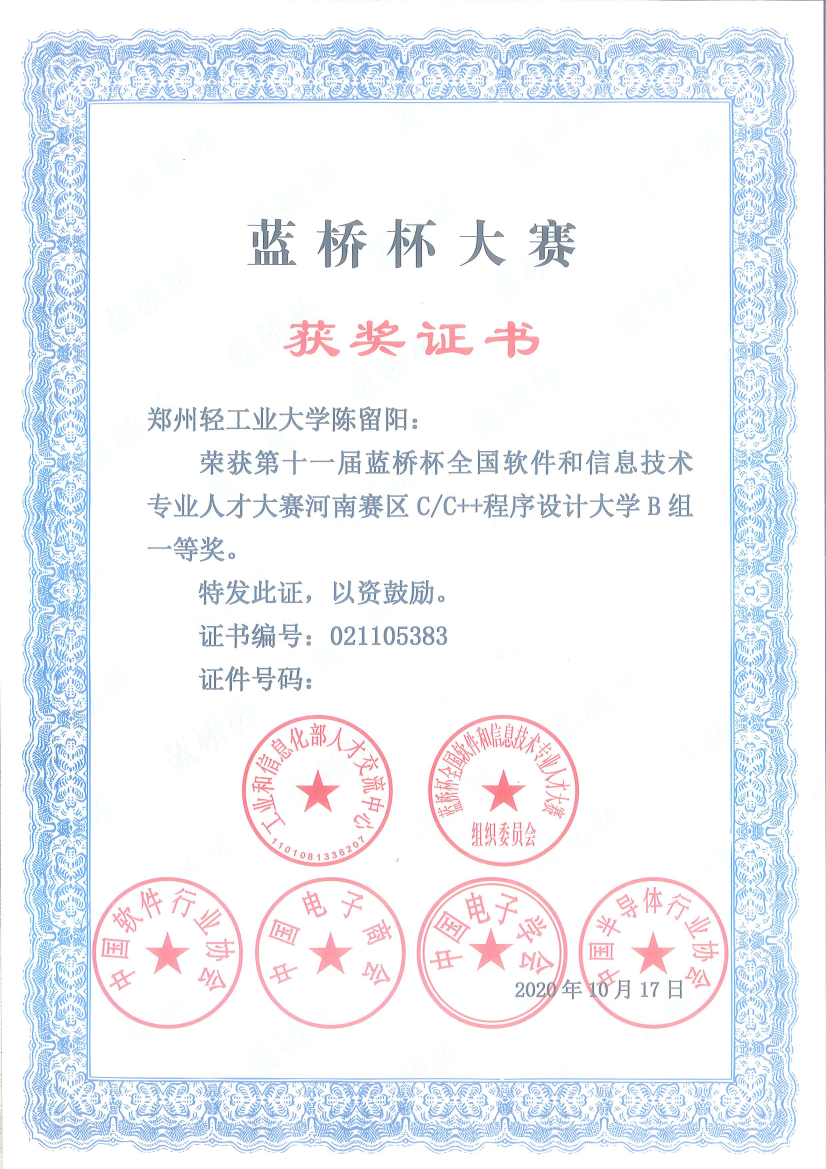 蓝桥杯大赛
获奖证书
郑州轻工业大学陈留阳：
荣获第十一届蓝桥杯全国软件和信息技术
专业人才大赛河南赛区 C/C++程序设计大学 B 组
一等奖。
特发此证，以资鼓励。
证书编号：021105383
证件号码：
工业和信息化部人才交流中心
1101081336207
蓝桥杯全国软件和信息技术专业人才大赛
组织委员会
中国软件行业协会
中国电子商会
中国电子学会
中国半导体行业协会
2020 年 10 月 17 日